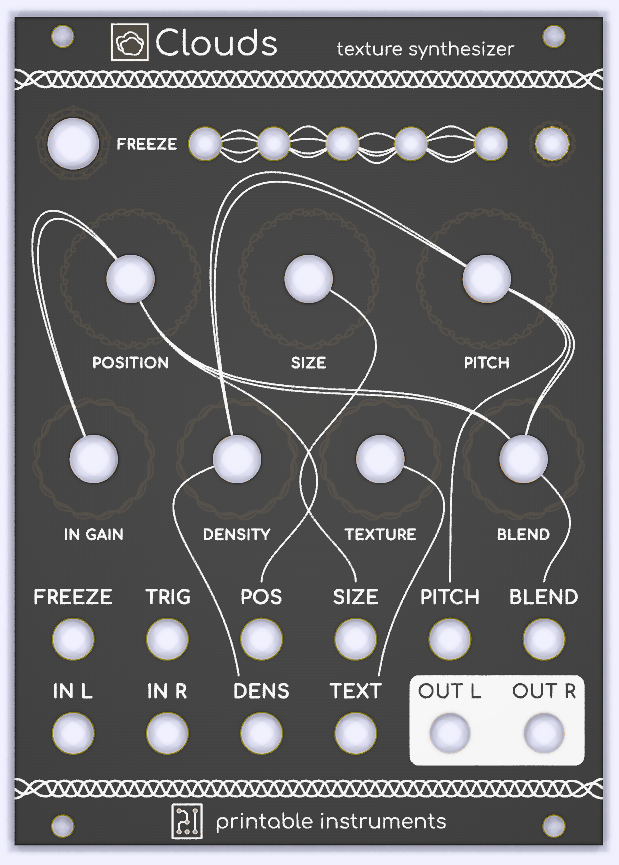 Clouds texture synthesizer
FREEZE
POSITION SIZE PITCH
IN GAIN DENSITY TEXTURE BLEND
FREEZE TRIG POS SIZE PITCH BLEND
IN L IN R DENS TEXT OUT L OUT R
printable instruments